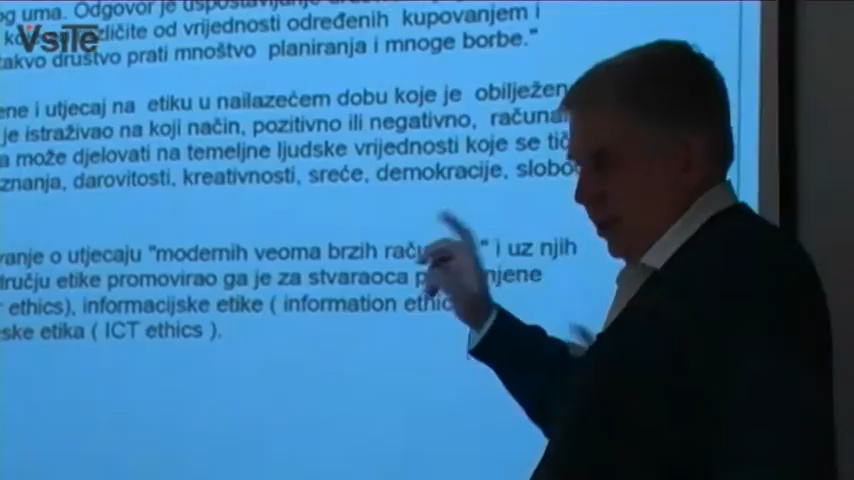 VSITE
og uma. Odgovor je uspostavljanje
različite od vrijednosti određenih kupovanjem i
takvo društvo prati mnoštvo planiranja i mnogo borbe."
ene i utjecaj na etiku u nailazećem dobu koje je obilježen
je istraživao na koji način, pozitivno ili negativno, računa
a može djelovati na temeljne ljudske vrijednosti koje se tič
znanja, darovitosti, kreativnosti, sreće, demokracije, slobo
vanje o utjecaju "modernih veoma brzih raču " i uz njih
dručju etike promovirao ga je za stvaraoca njene
r ethics), informacijske etike ( information ethic
ske etika ( ICT ethics ).